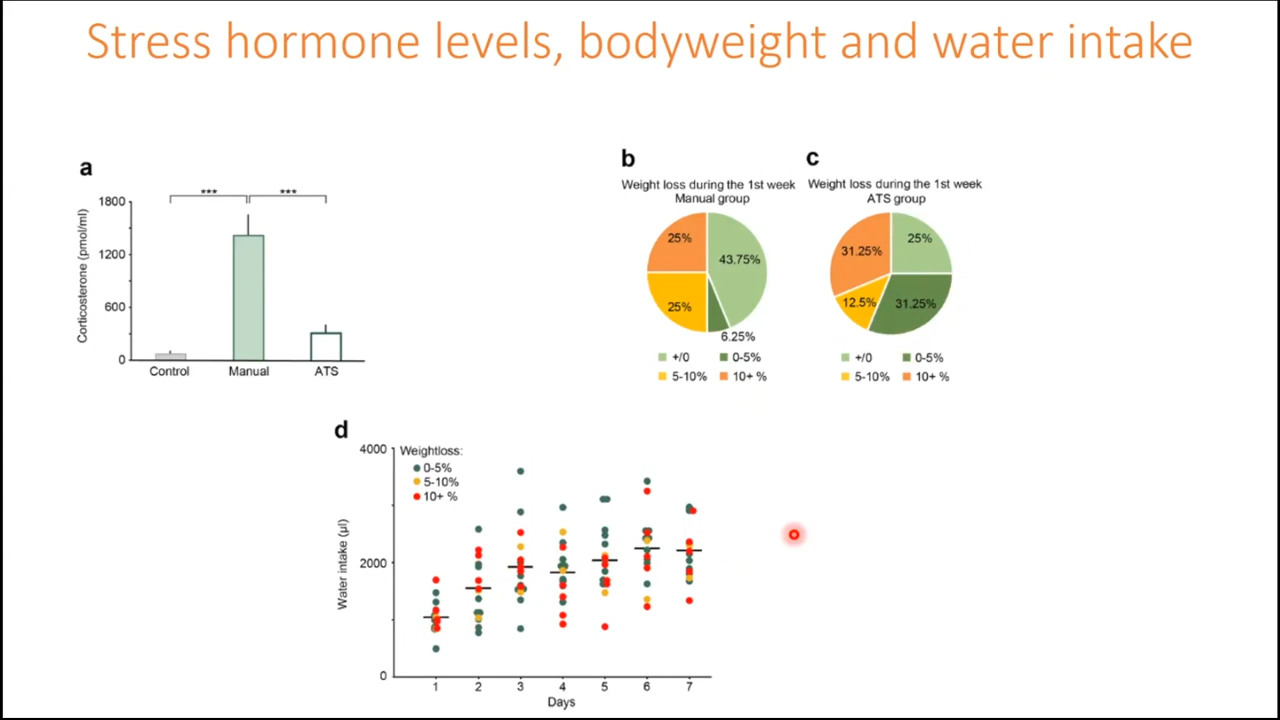 Stress hormone levels, bodyweight and water intake
a
*** ***
Corticosterone (pmol/ml)
1800
1200
600
0
Control Manual ATS
b
Weight loss during the 1st week
Manual group
25% 43.75%
25%
6.25%
+/0 0-5%
5-10% 10+ %
c
Weight loss during the 1st week
ATS group
31.25% 25%
12.5% 31.25%
+/0 0-5%
5-10% 10+ %
d
Water intake (µl)
4000
2000
0
Weightloss:
0-5%
5-10%
10+ %
1 2 3 4 5 6 7
Days